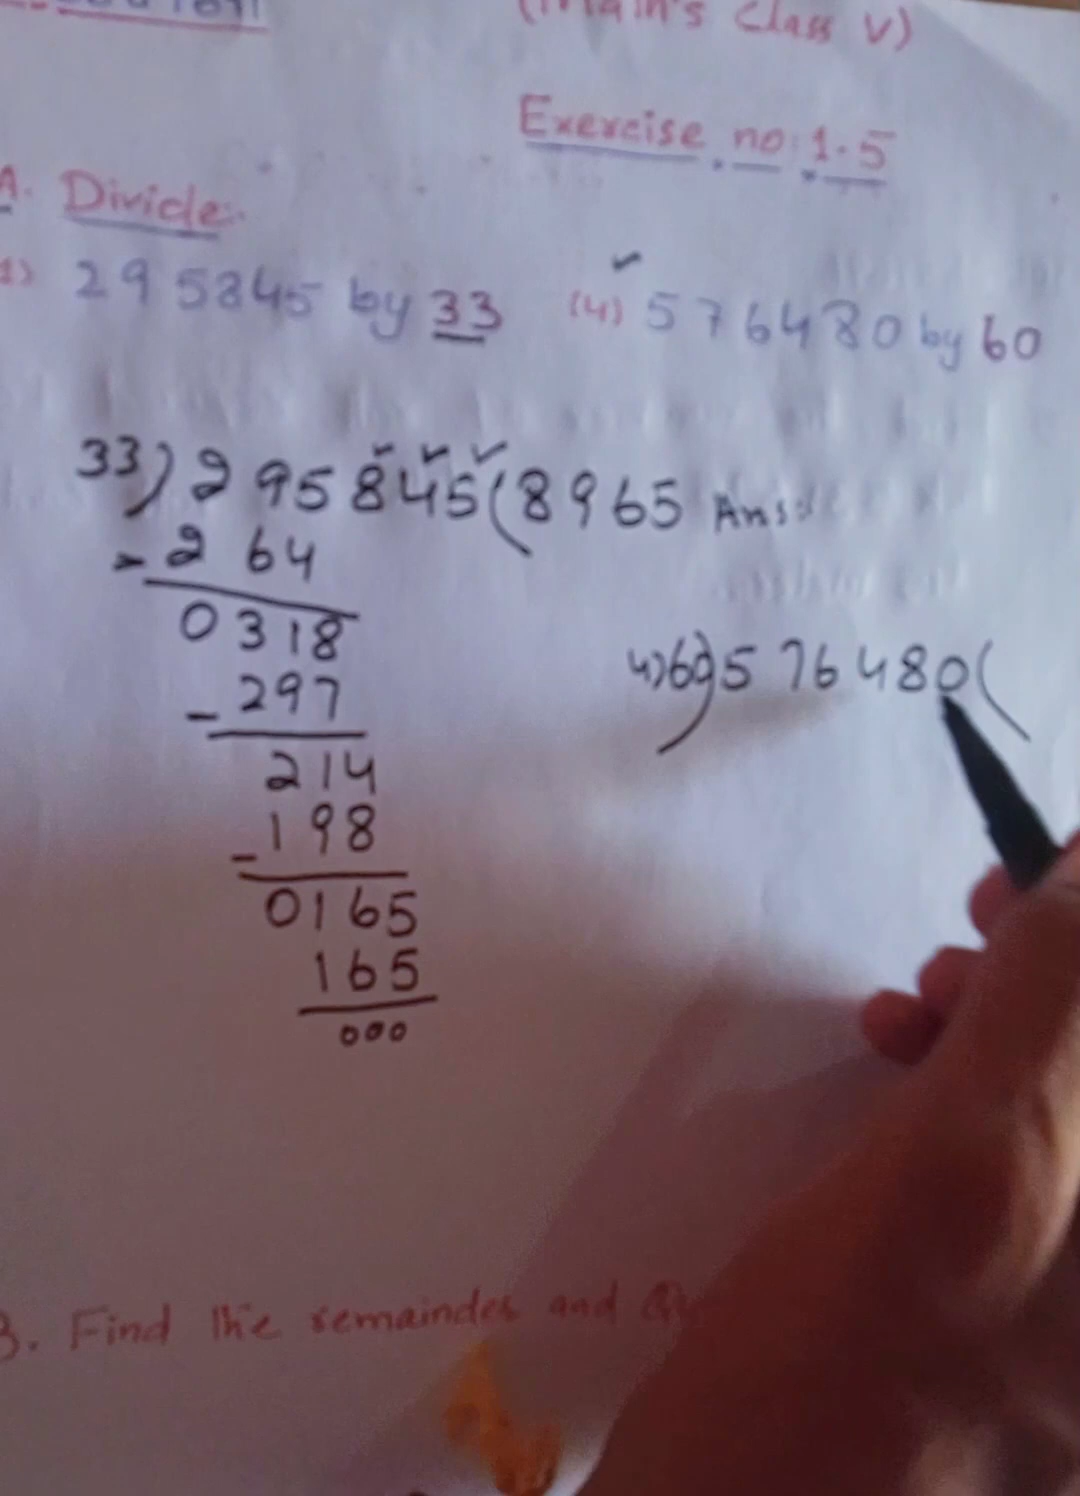 (Math's Class V)
Exercise no: 1.5
A. Divide.
1) 295845 by 33 (4) 576480 by 60
33) 295845 (8965 Ans:
- 264
0318
- 297
214
- 198
0165
165
000
4) 60) 576480 (
B. Find the remainder and